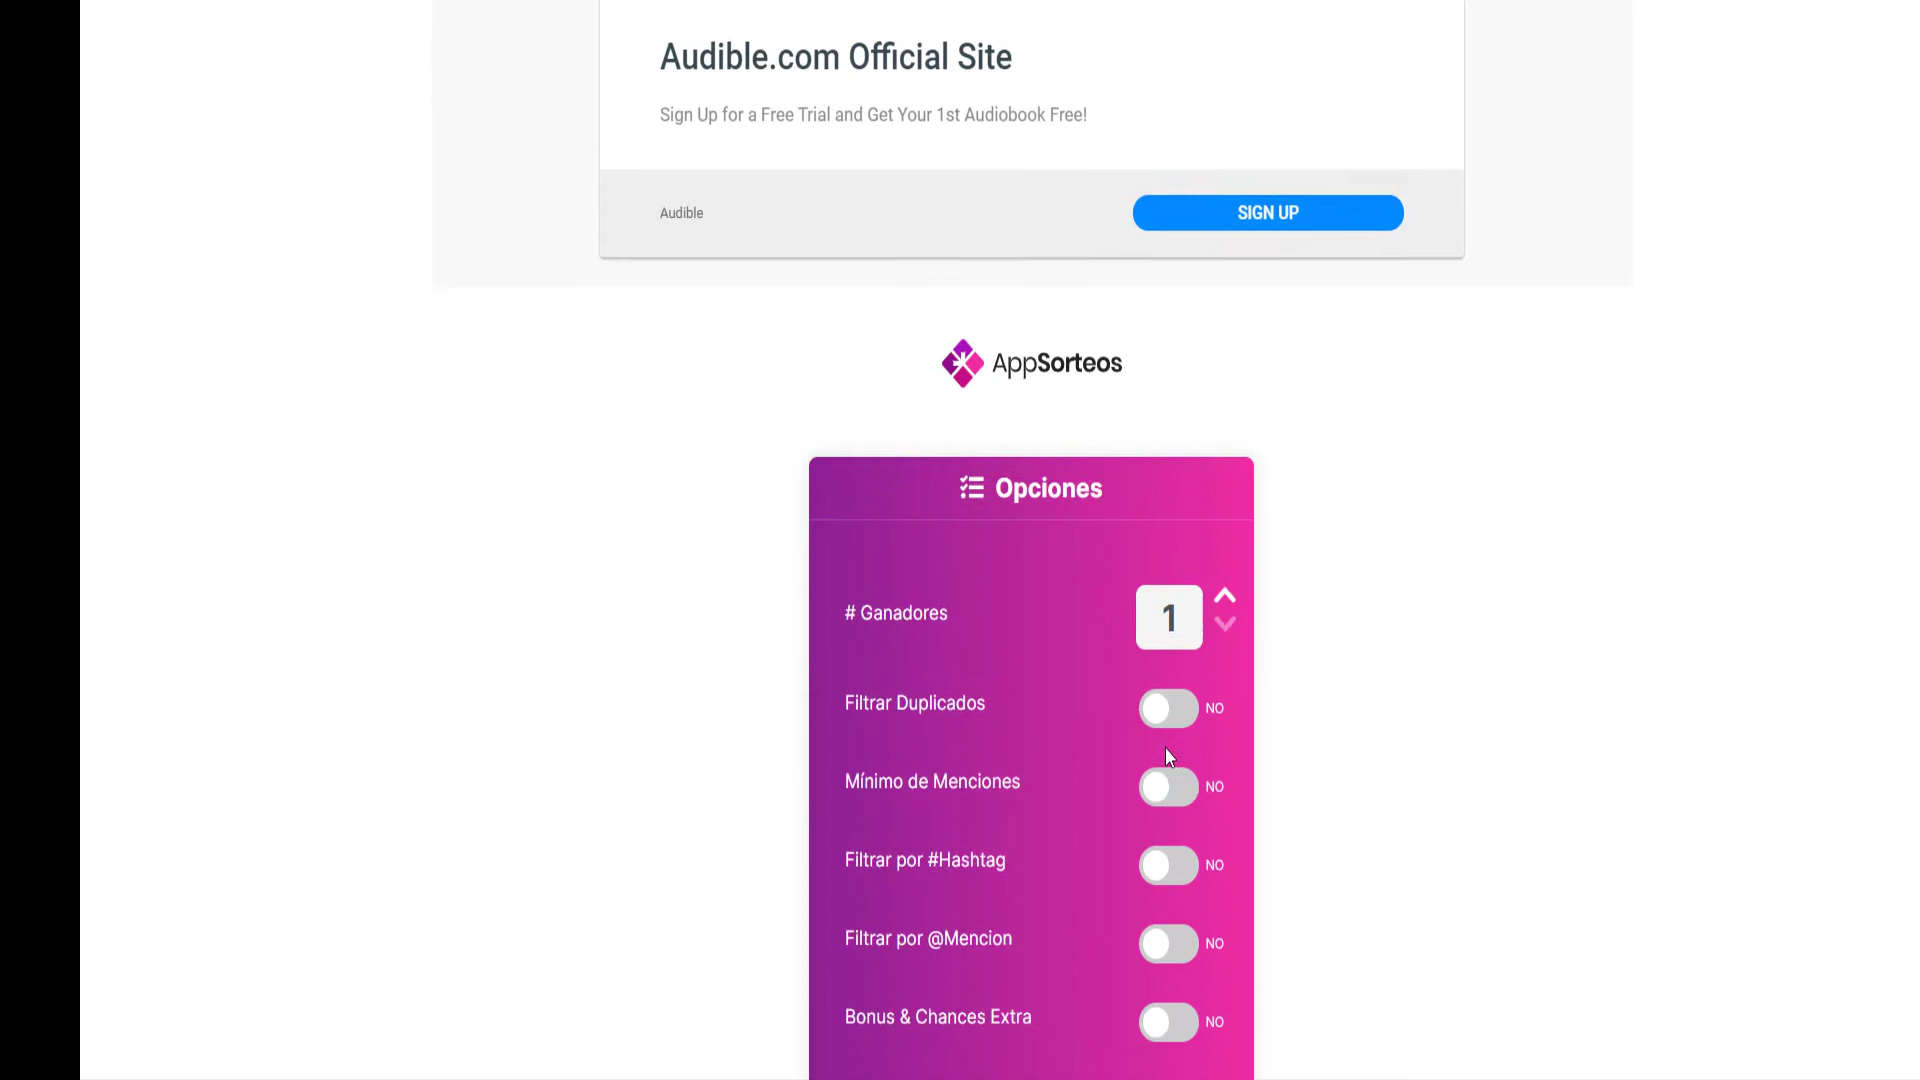 Audible.com Official Site
Sign Up for a Free Trial and Get Your 1st Audiobook Free!
Audible
SIGN UP
AppSorteos
Opciones
# Ganadores
1
Filtrar Duplicados
NO
Mínimo de Menciones
NO
Filtrar por #Hashtag
NO
Filtrar por @Mencion
NO
Bonus & Chances Extra
NO